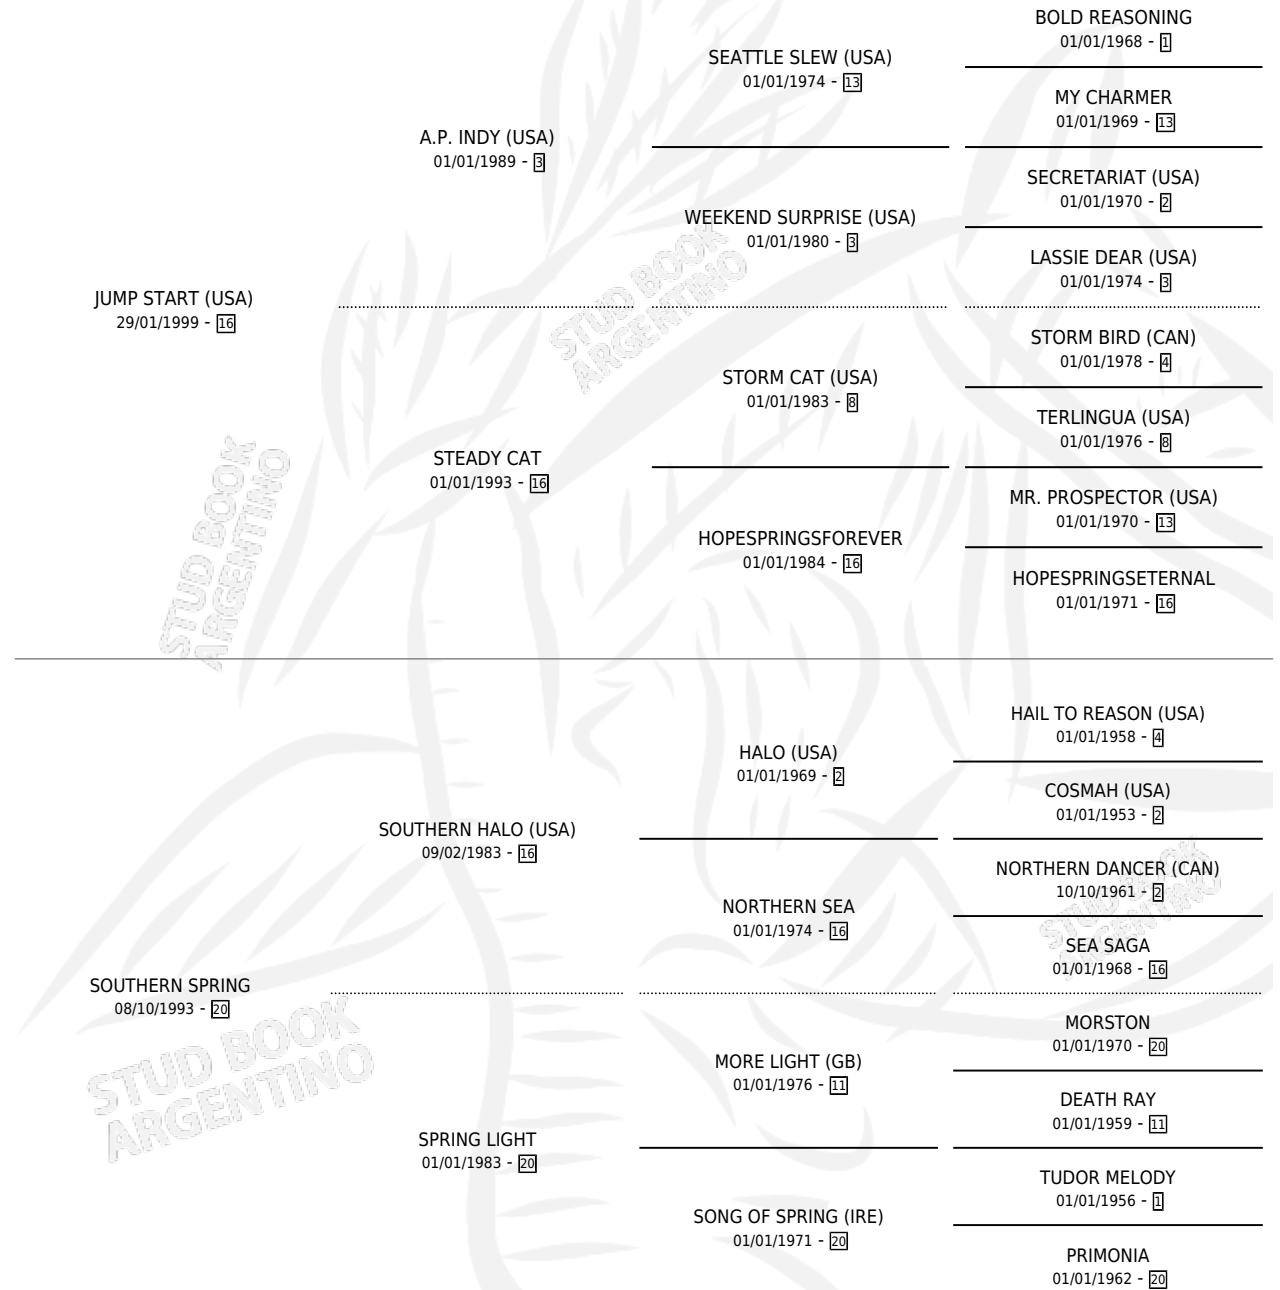 JUMP START (USA)
29/01/1999 - 16
A.P. INDY (USA)
01/01/1989 - 3
SEATTLE SLEW (USA)
01/01/1974 - 13
BOLD REASONING
01/01/1968 - 1
MY CHARMER
01/01/1969 - 13
WEEKEND SURPRISE (USA)
01/01/1980 - 3
SECRETARIAT (USA)
01/01/1970 - 2
LASSIE DEAR (USA)
01/01/1974 - 3
STEADY CAT
01/01/1993 - 16
STORM CAT (USA)
01/01/1983 - 8
STORM BIRD (CAN)
01/01/1978 - 4
TERLINGUA (USA)
01/01/1976 - 8
HOPESPRINGSFOREVER
01/01/1984 - 16
MR. PROSPECTOR (USA)
01/01/1970 - 13
HOPESPRINGSETERNAL
01/01/1971 - 16
SOUTHERN SPRING
08/10/1993 - 20
SOUTHERN HALO (USA)
09/02/1983 - 16
HALO (USA)
01/01/1969 - 2
HAIL TO REASON (USA)
01/01/1958 - 4
COSMAH (USA)
01/01/1953 - 2
NORTHERN SEA
01/01/1974 - 16
NORTHERN DANCER (CAN)
10/10/1961 - 2
SEA SAGA
01/01/1968 - 16
SPRING LIGHT
01/01/1983 - 20
MORE LIGHT (GB)
01/01/1976 - 11
MORSTON
01/01/1970 - 20
DEATH RAY
01/01/1959 - 11
SONG OF SPRING (IRE)
01/01/1971 - 20
TUDOR MELODY
01/01/1956 - 1
PRIMONIA
01/01/1962 - 20
STUD BOOK
ARGENTINO
STUD BOOK
ARGENTINO
STUD BOOK
ARGENTINO
STUD BOOK
ARGENTINO